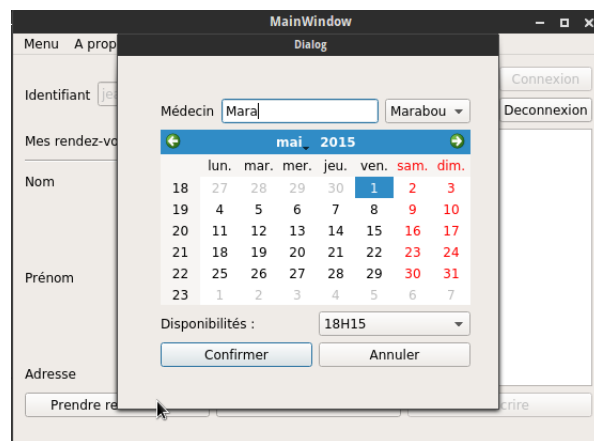 MainWindow
Menu A prop
Dialog
Connexion
Identifiant
Médecin Mara Marabou
Deconnexion
Mes rendez-vo
mai 2015
lun. mar. mer. jeu. ven. sam. dim.
Nom
18 27 28 29 30 1 2 3
19 4 5 6 7 8 9 10
20 11 12 13 14 15 16 17
21 18 19 20 21 22 23 24
Prénom
22 25 26 27 28 29 30 31
23 1 2 3 4 5 6 7
Disponibilités : 18H15
Confirmer Annuler
Adresse
Prendre re crire